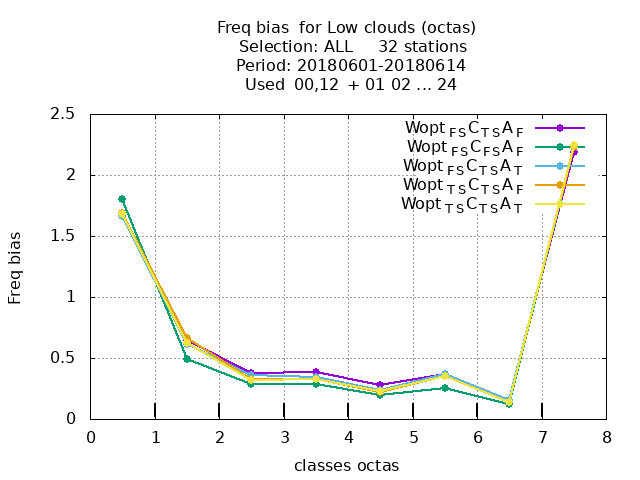 Freq bias  for Low clouds (octas)
Selection: ALL     32 stations
Period: 20180601-20180614
Used  00,12  + 01 02 ... 24
Wopt FS C TS A F
Wopt FS C FS A F
Wopt FS C TS A T
Wopt TS C TS A F
Wopt TS C TS A T
2.5
2
1.5
1
0.5
0
Freq bias
0 1 2 3 4 5 6 7 8
classes octas